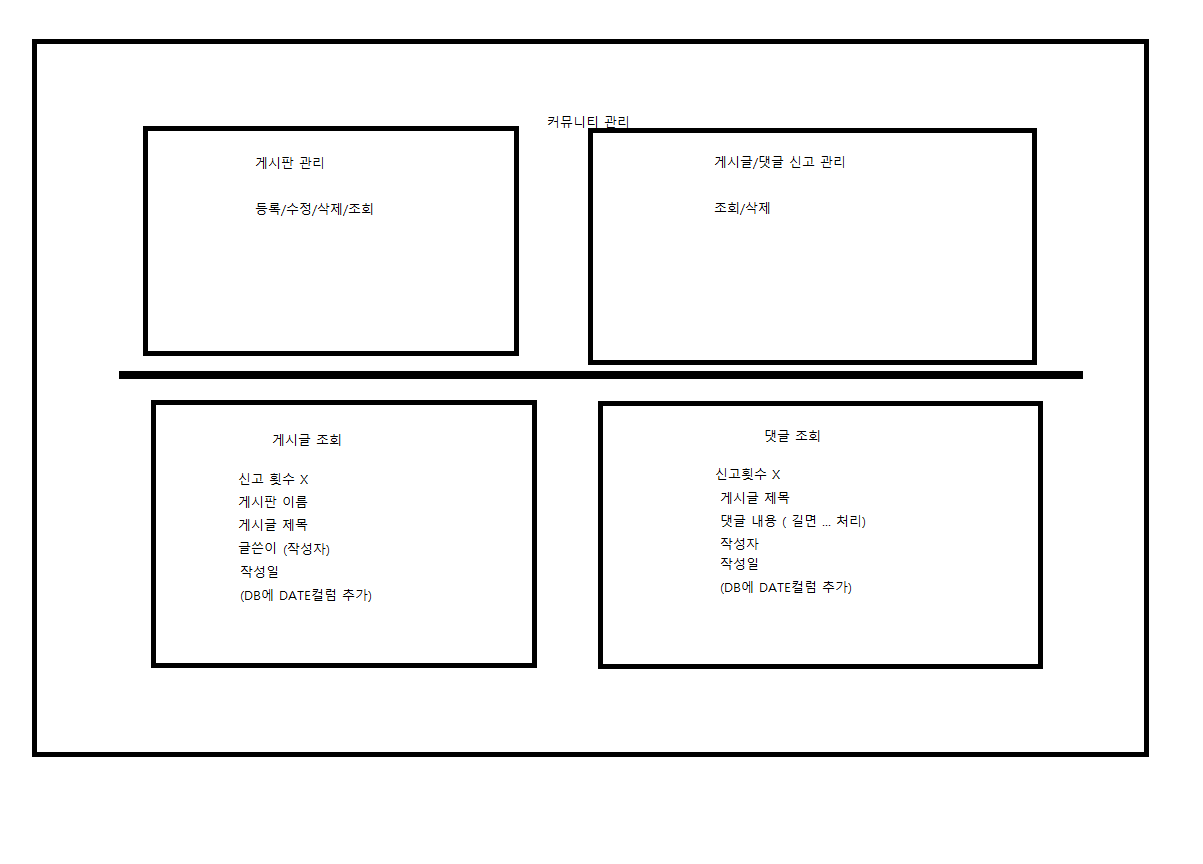 커뮤니티 관리
게시판 관리
등록/수정/삭제/조회
게시글/댓글 신고 관리
조회/삭제
게시글 조회
신고 횟수 X
게시판 이름
게시글 제목
글쓴이 (작성자)
작성일
(DB에 DATE컬럼 추가)
댓글 조회
신고횟수 X
게시글 제목
댓글 내용 ( 길면 ... 처리)
작성자
작성일
(DB에 DATE컬럼 추가)